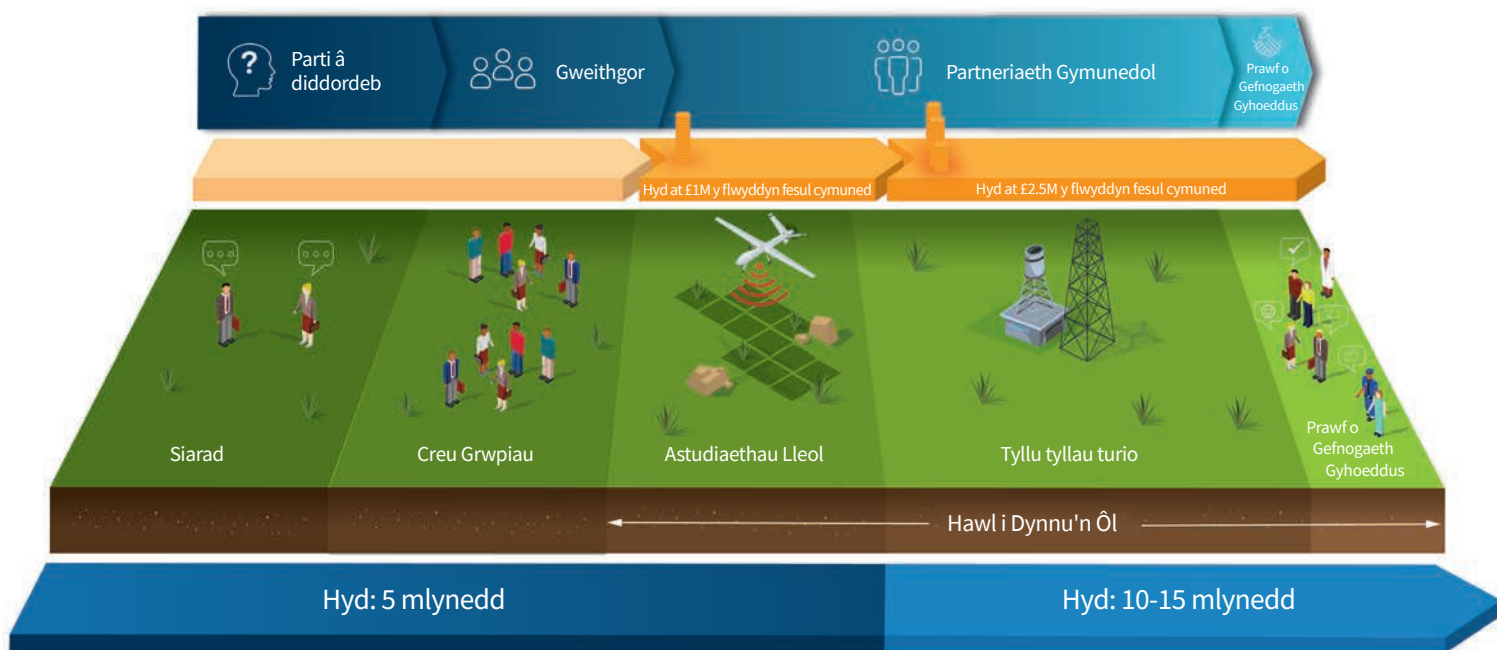 ?
Parti â
diddordeb
Gweithgor
Partneriaeth Gymunedol
Prawf o
Gefnogaeth
Gyhoeddus
Hyd at £1M y flwyddyn fesul cymuned
Hyd at £2.5M y flwyddyn fesul cymuned
Siarad
Creu Grwpiau
Astudiaethau Lleol
Tyllu tyllau turio
Prawf o
Gefnogaeth
Gyhoeddus
Hawl i Dynnu'n Ôl
Hyd: 5 mlynedd
Hyd: 10-15 mlynedd